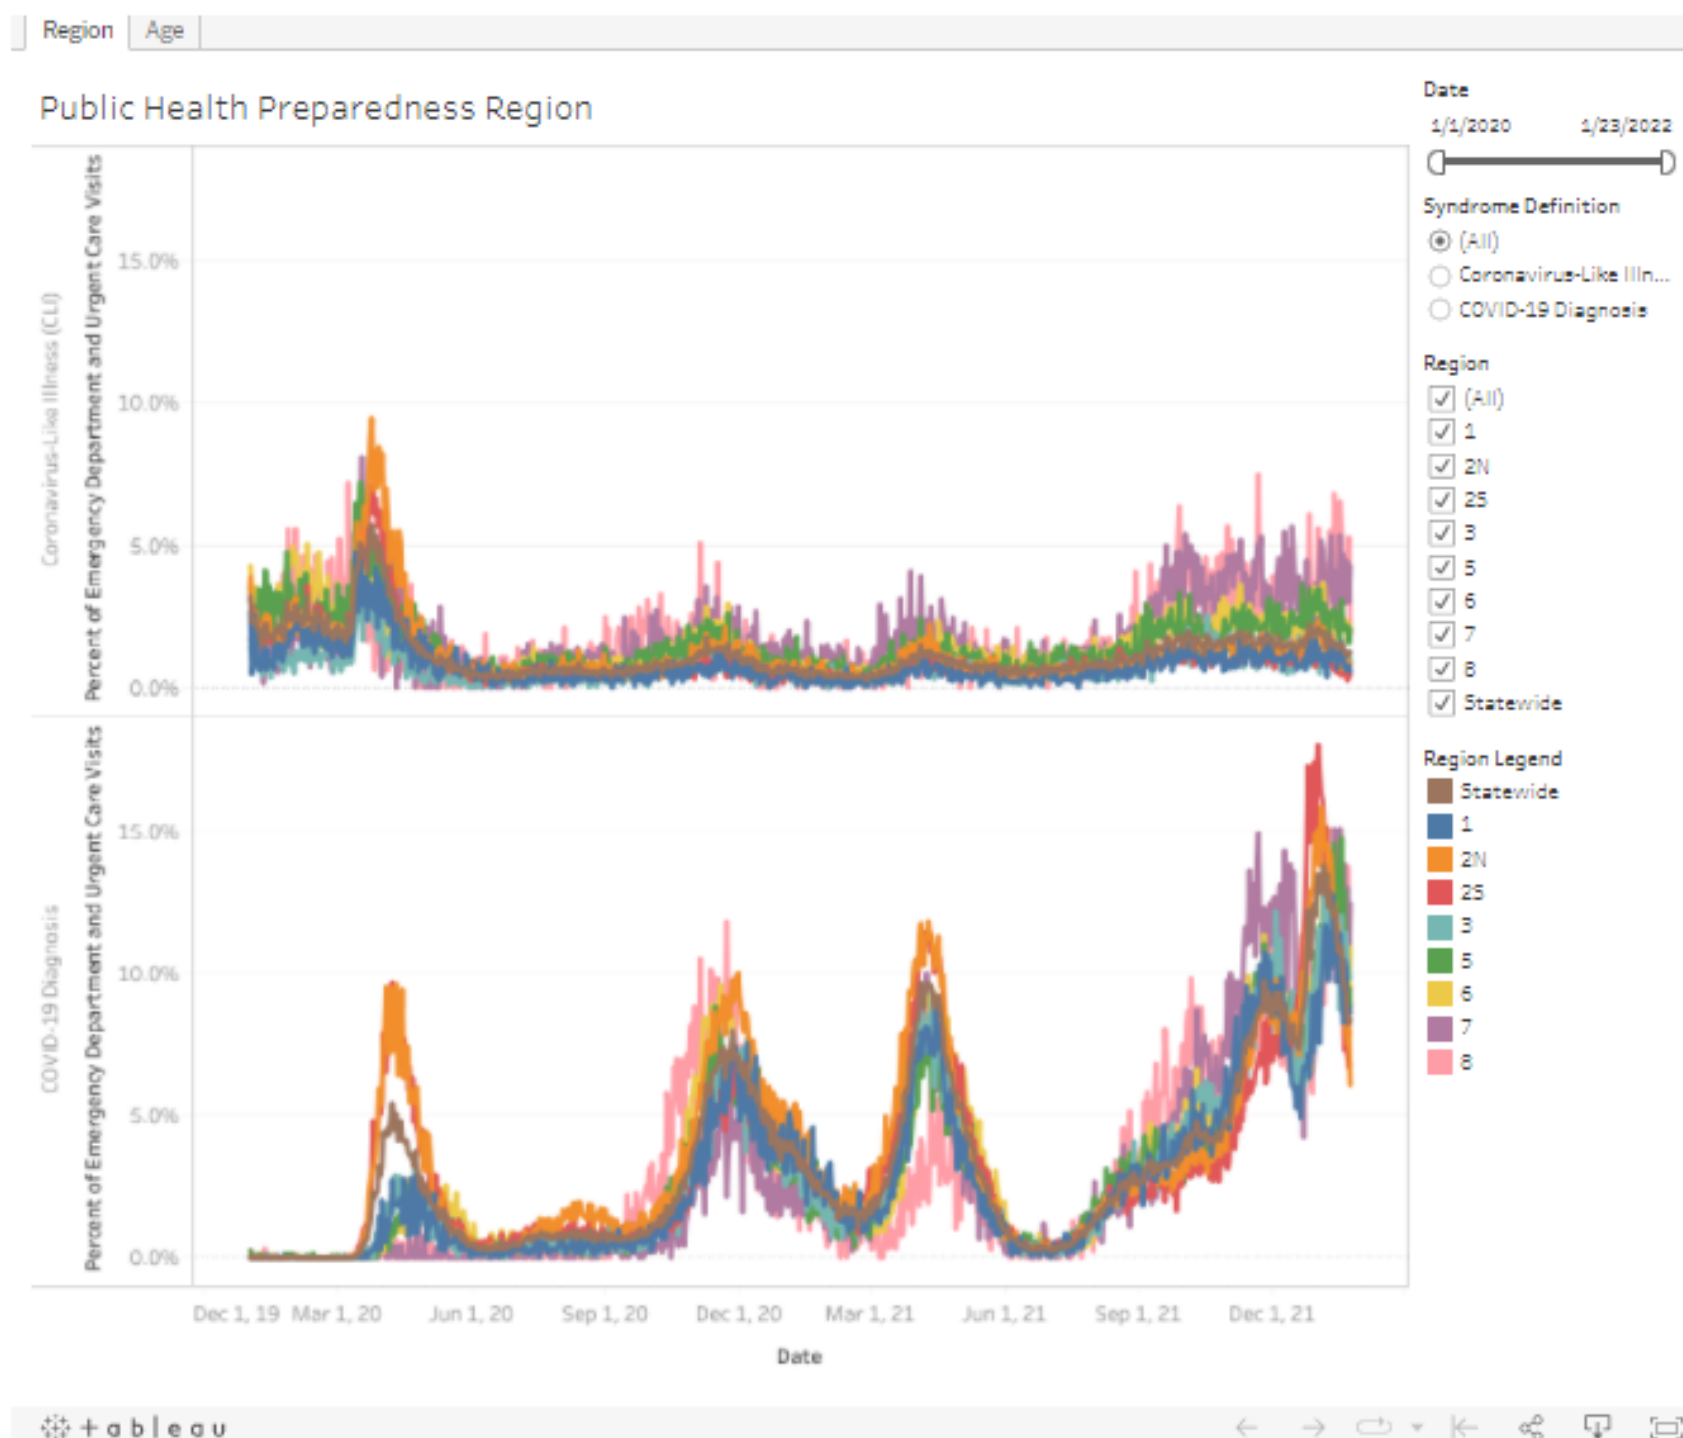 Region Age
Public Health Preparedness Region
Coronavirus-Like Illness (CLI)
Percent of Emergency Department and Urgent Care Visits
15.0%
10.0%
5.0%
0.0%
COVID-19 Diagnosis
Percent of Emergency Department and Urgent Care Visits
15.0%
10.0%
5.0%
0.0%
Dec 1, 19 Mar 1, 20 Jun 1, 20 Sep 1, 20 Dec 1, 20 Mar 1, 21 Jun 1, 21 Sep 1, 21 Dec 1, 21
Date
Date
1/1/2020 1/23/2022
Syndrome Definition
(All)
Coronavirus-Like Illn...
COVID-19 Diagnosis
Region
(All)
1
2N
2S
3
5
6
7
8
Statewide
Region Legend
Statewide
1
2N
2S
3
5
6
7
8
+ableau